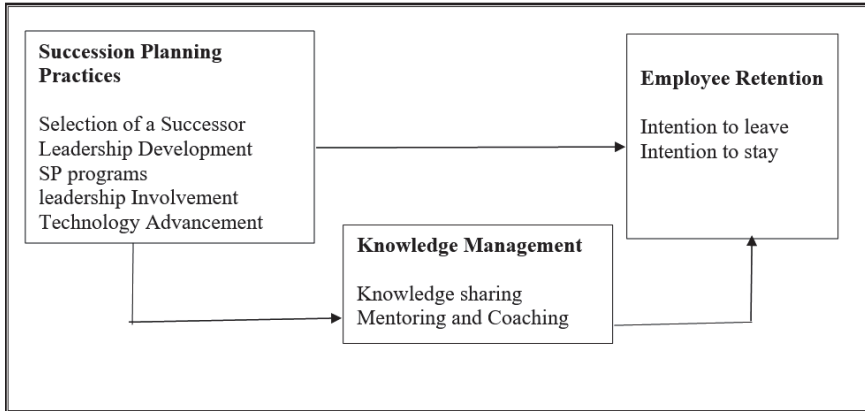 Succession Planning
Practices
Selection of a Successor
Leadership Development
SP programs
leadership Involvement
Technology Advancement
Employee Retention
Intention to leave
Intention to stay
Knowledge Management
Knowledge sharing
Mentoring and Coaching